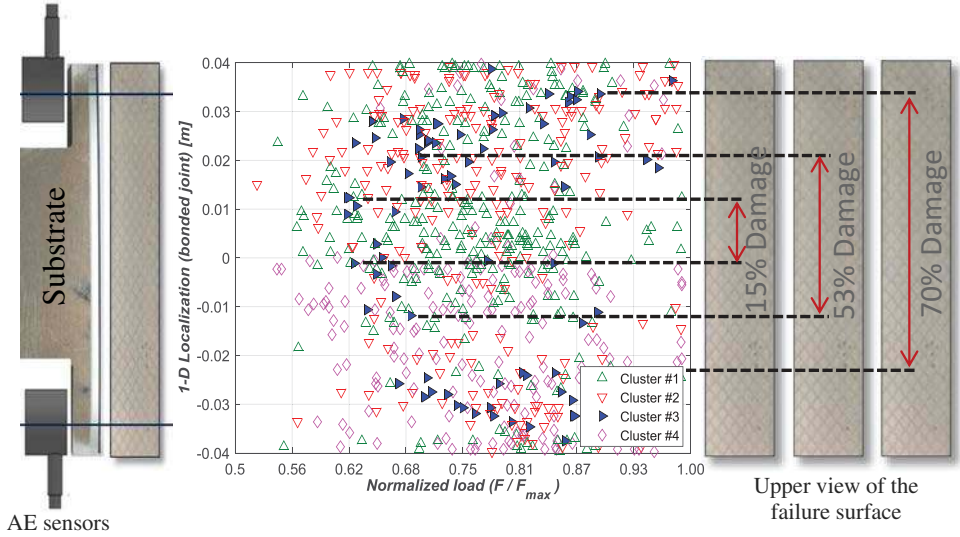 Substrate
AE sensors
1-D Localization (bonded joint) [m]
0.04
0.03
0.02
0.01
0
-0.01
-0.02
-0.03
-0.04
0.5 0.56 0.62 0.68 0.75 0.81 0.87 0.93 1.00
Normalized load (F / Fmax)
Cluster #1
Cluster #2
Cluster #3
Cluster #4
15% Damage
53% Damage
70% Damage
Upper view of the
failure surface